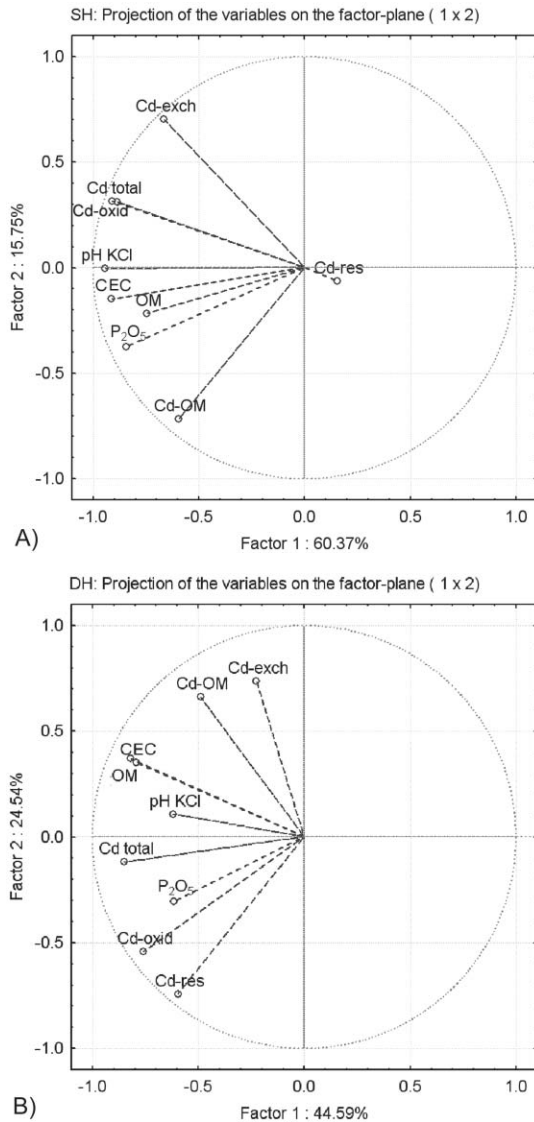 SH: Projection of the variables on the factor-plane ( 1 x 2)
1.0
Cd-exch
0.5
Cd total
Cd-oxid
pH KCl
0.0
Cd-res
CEC
OM
P₂O₅
-0.5
Cd-OM
-1.0
Factor 2 : 15.75%
-1.0 -0.5 0.0 0.5 1.0
A)
Factor 1 : 60.37%
DH: Projection of the variables on the factor-plane ( 1 x 2)
1.0
Cd-exch
Cd-OM
0.5
CEC
OM
pH KCl
0.0
Cd total
P₂O₅
Cd-oxid
-0.5
Cd-res
-1.0
Factor 2 : 24.54%
-1.0 -0.5 0.0 0.5 1.0
B)
Factor 1 : 44.59%